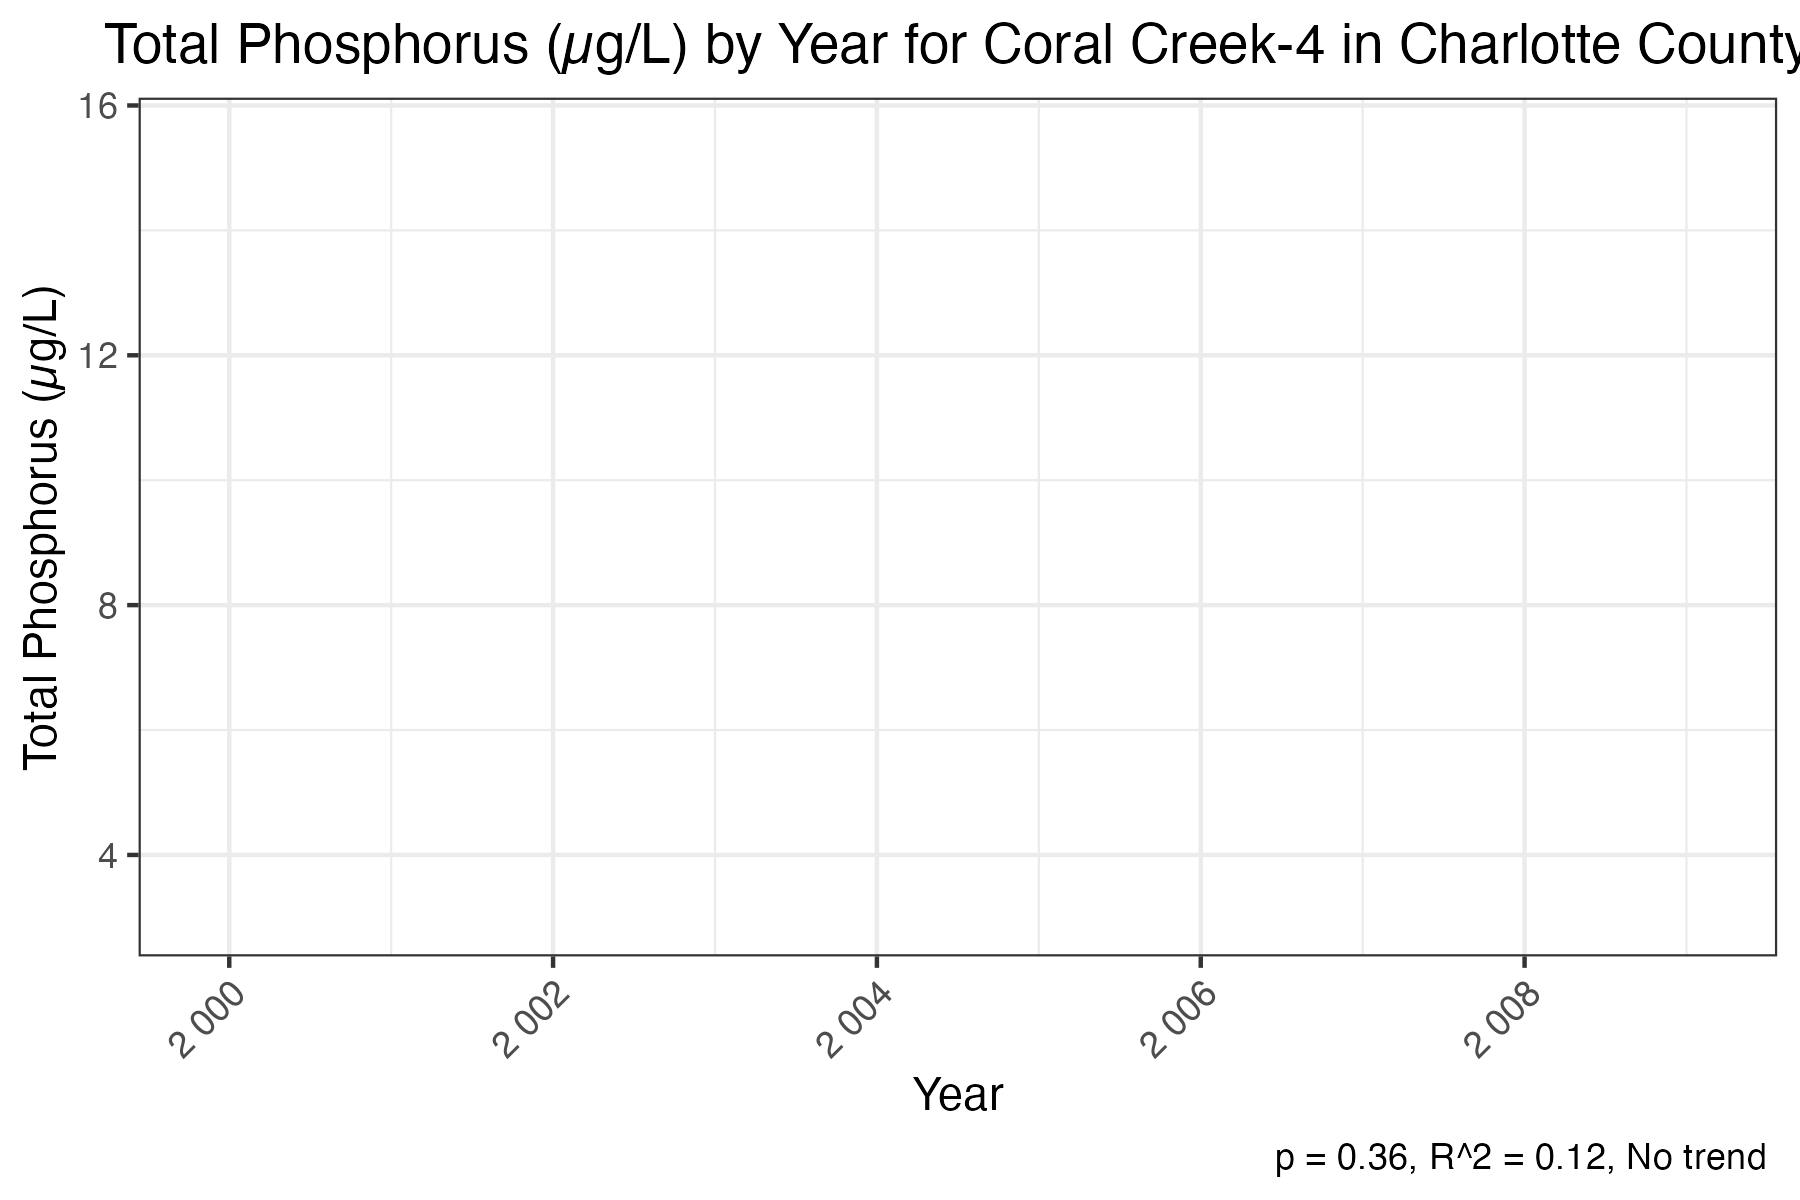 Total Phosphorus (µg/L) by Year for Coral Creek-4 in Charlotte County
Total Phosphorus (µg/L)
16
12
8
4
2 000
2 002
2 004
2 006
2 008
Year
p = 0.36, R^2 = 0.12, No trend